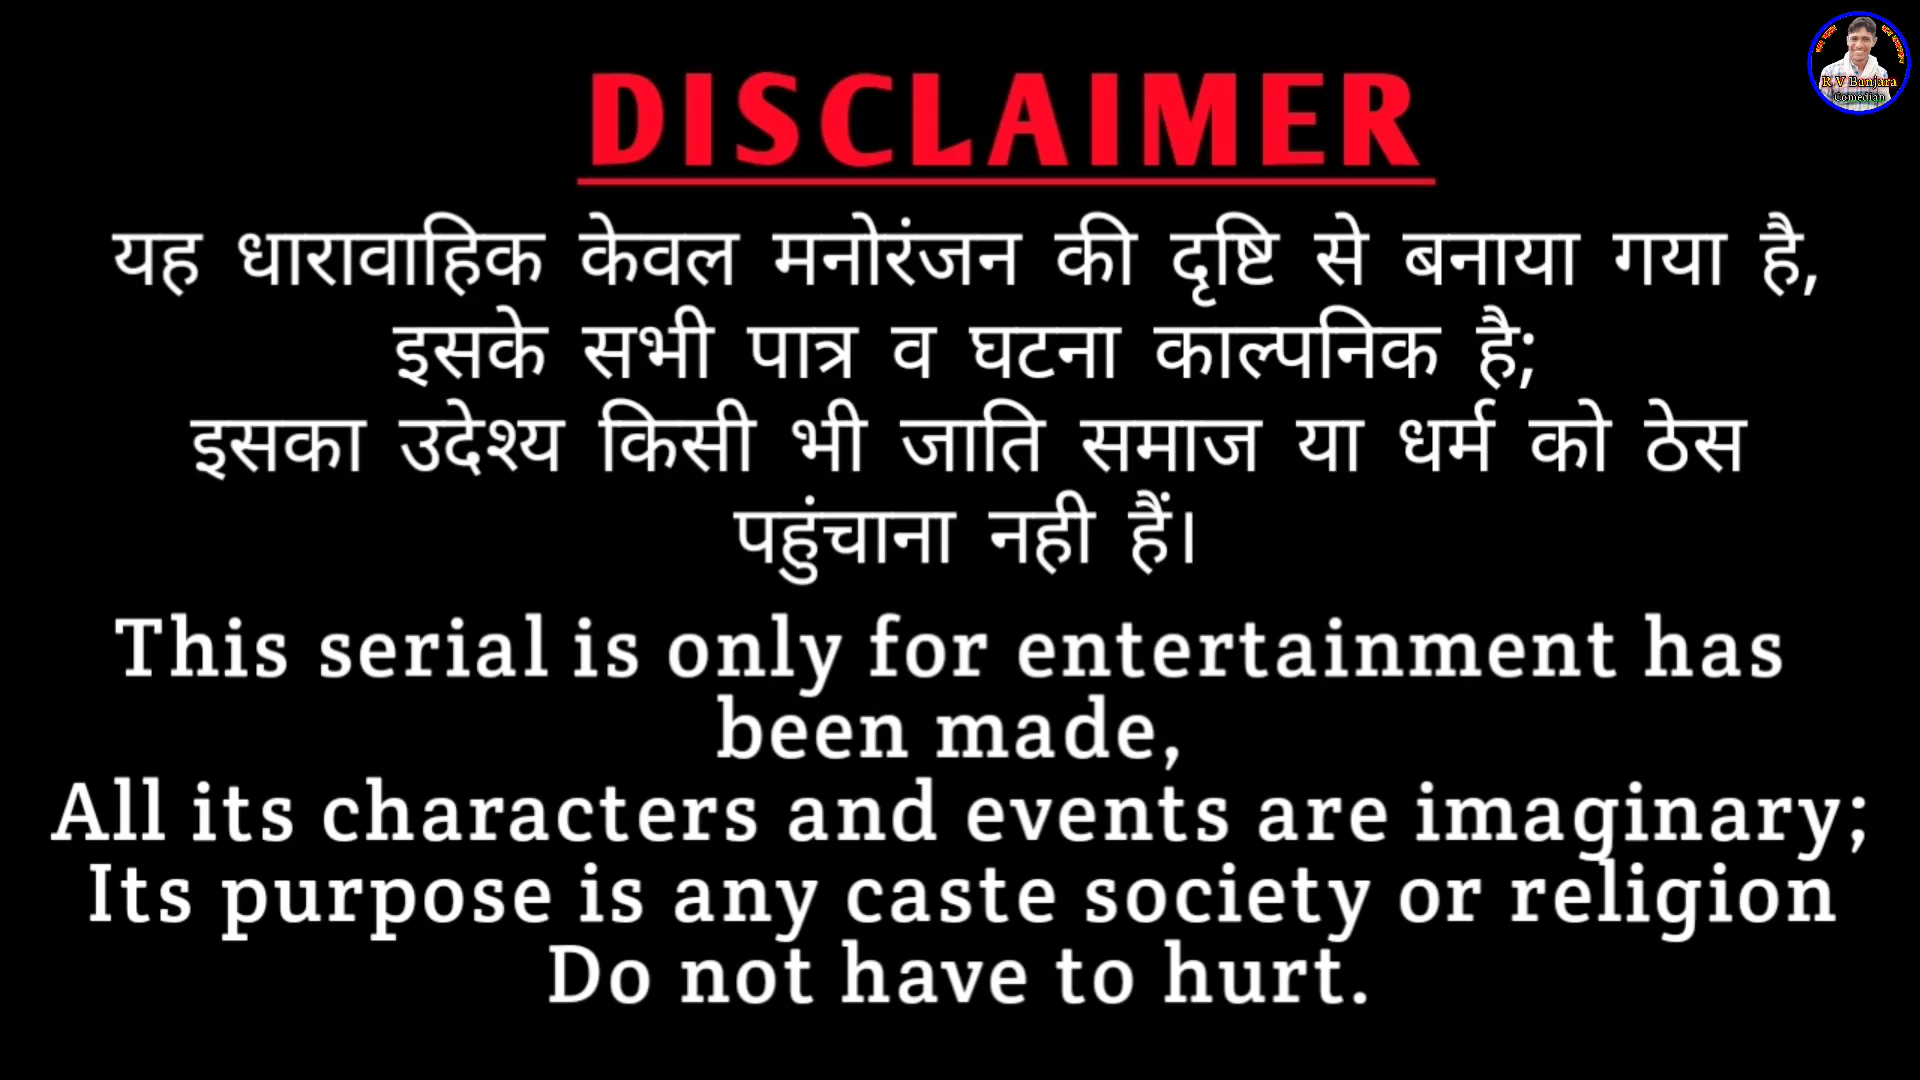 DISCLAIMER
यह धारावाहिक केवल मनोरंजन की दृष्टि से बनाया गया है,
इसके सभी पात्र व घटना काल्पनिक है;
इसका उदेश्य किसी भी जाति समाज या धर्म को ठेस
पहुंचाना नही हैं।
This serial is only for entertainment has
been made,
All its characters and events are imaginary;
Its purpose is any caste society or religion
Do not have to hurt.
R V Banjara
Comedian